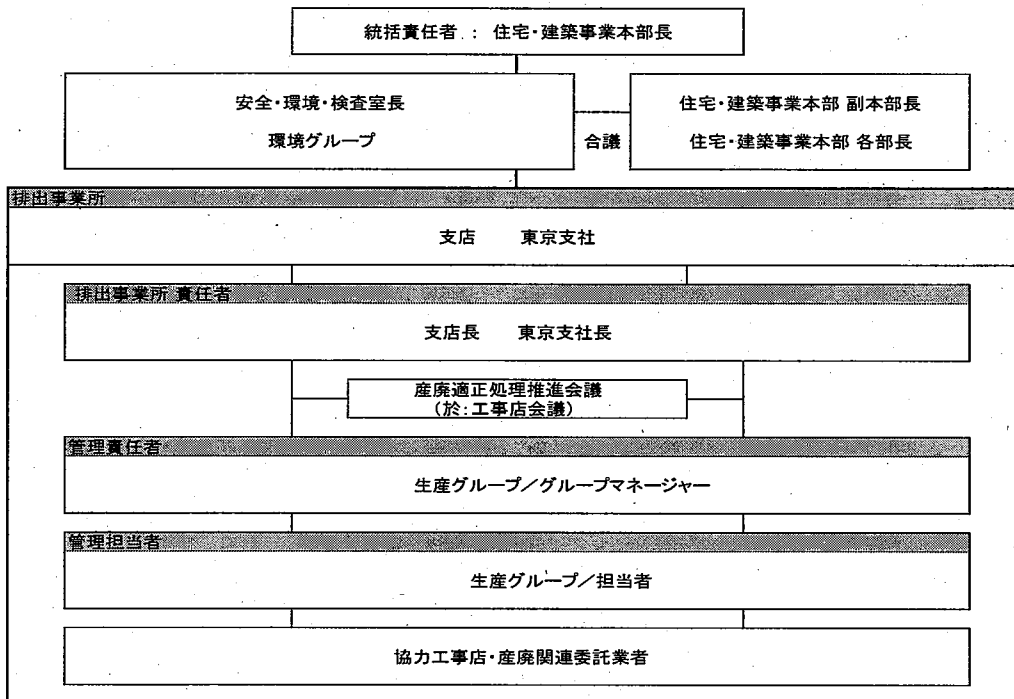 統括責任者 : 住宅・建築事業本部長
安全・環境・検査室長
環境グループ
合議
住宅・建築事業本部 副本部長
住宅・建築事業本部 各部長
排出事業所
支店 東京支社
排出事業所 責任者
支店長 東京支社長
産廃適正処理推進会議
(於:工事店会議)
管理責任者
生産グループ/グループマネージャー
管理担当者
生産グループ/担当者
協力工事店・産廃関連委託業者